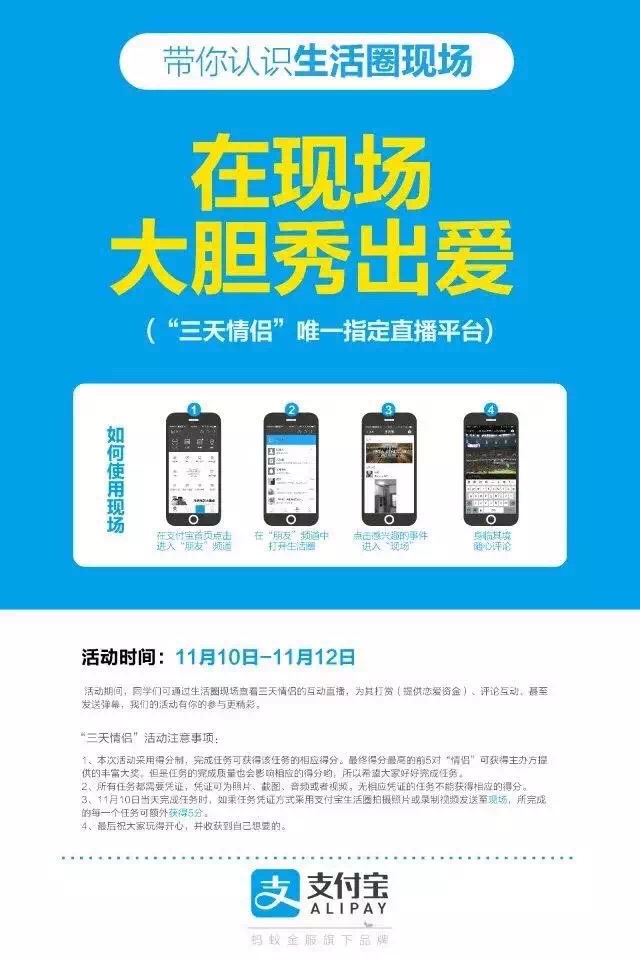 带你认识生活圈现场
在现场
大胆秀出爱
(“三天情侣”唯一指定直播平台)
如何使用现场
1
2
3
4
在支付宝首页点击
进入“朋友”频道
在“朋友”频道中
打开生活圈
点击感兴趣的事件
进入“现场”
身临其境
随心评论
活动时间：11月10日-11月12日
活动期间，同学们可通过生活圈现场查看三天情侣的互动直播，为其打赏（提供恋爱资金）、评论互动、甚至
发送弹幕，我们的活动有你的参与更精彩。
“三天情侣”活动注意事项：
1、本次活动采用得分制，完成任务可获得该任务的相应得分。最终得分最高的前5对“情侣”可获得主办方提
供的丰富大奖。但是任务的完成质量也会影响相应的得分哟，所以希望大家好好完成任务。
2、所有任务都需要凭证，凭证可为照片、截图、音频或者视频。无相应凭证的任务不能获得相应的得分。
3、11月10日当天完成任务时，如果任务凭证方式采用支付宝生活圈拍摄照片或录制视频发送至现场，所完成
的每一个任务可额外获得5分。
4、最后祝大家玩得开心，并收获到自己想要的。
支 支付宝
ALIPAY
蚂蚁金服旗下品牌